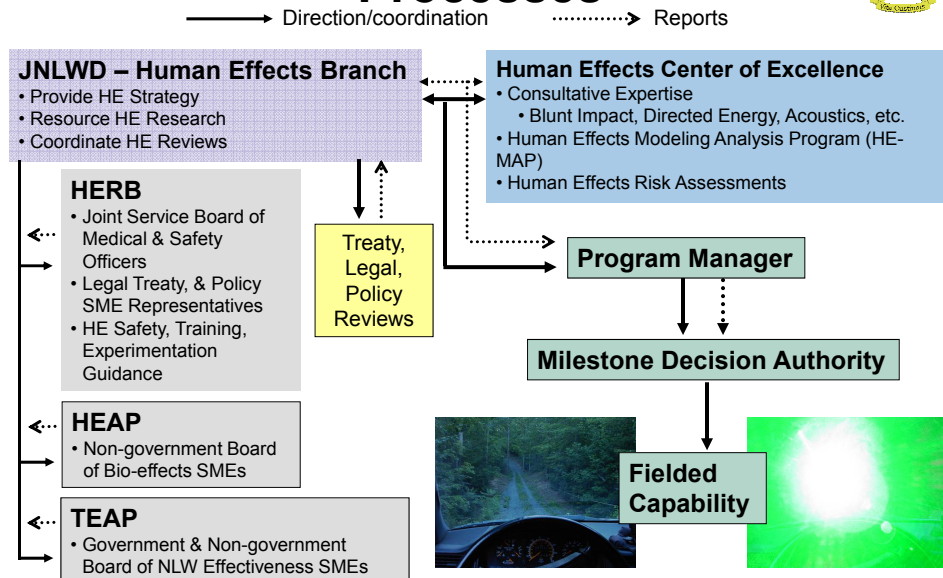 Processes
Direction/coordination
Reports
JNLWD – Human Effects Branch
• Provide HE Strategy
• Resource HE Research
• Coordinate HE Reviews
Human Effects Center of Excellence
• Consultative Expertise
• Blunt Impact, Directed Energy, Acoustics, etc.
• Human Effects Modeling Analysis Program (HE-
MAP)
• Human Effects Risk Assessments
HERB
• Joint Service Board of
Medical & Safety
Officers
• Legal Treaty, & Policy
SME Representatives
• HE Safety, Training,
Experimentation
Guidance
Treaty,
Legal,
Policy
Reviews
Program Manager
Milestone Decision Authority
HEAP
• Non-government Board
of Bio-effects SMEs
Fielded
Capability
TEAP
• Government & Non-government
Board of NLW Effectiveness SMEs